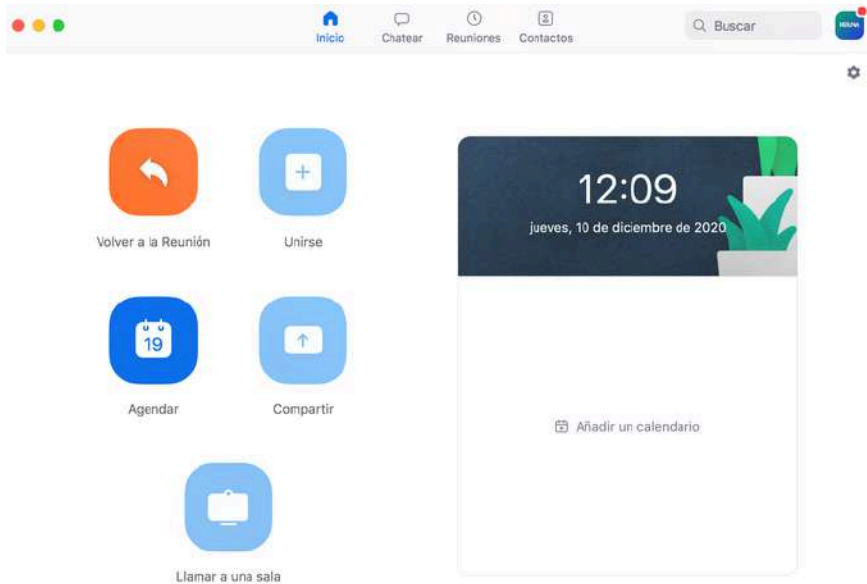 Inicio
Chatear
Reuniones
Contactos
Buscar
Volver a la Reunión
Unirse
12:09
jueves, 10 de diciembre de 2020
19
Agendar
Compartir
Añadir un calendario
Llamar a una sala